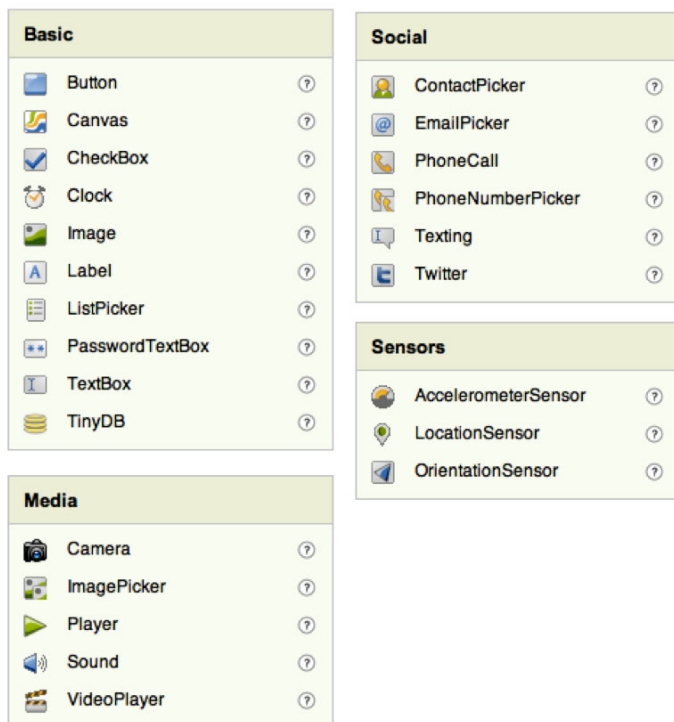 Basic
Button ?
Canvas ?
CheckBox ?
Clock ?
Image ?
A Label ?
ListPicker ?
** PasswordTextBox ?
TextBox ?
TinyDB ?
Media
Camera ?
ImagePicker ?
Player ?
Sound ?
VideoPlayer ?
Social
ContactPicker ?
@ EmailPicker ?
PhoneCall ?
PhoneNumberPicker ?
Texting ?
t Twitter ?
Sensors
AccelerometerSensor ?
LocationSensor ?
OrientationSensor ?